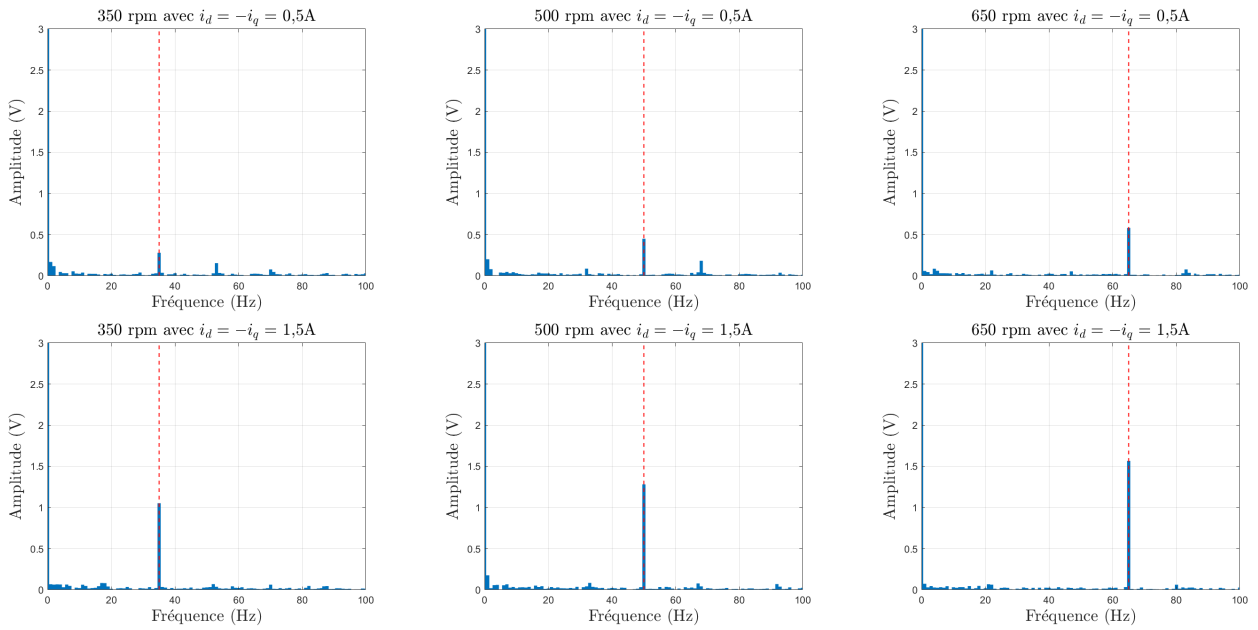 350 rpm avec i_d = −i_q = 0,5A
500 rpm avec i_d = −i_q = 0,5A
650 rpm avec i_d = −i_q = 0,5A
Amplitude (V)
3
2.5
2
1.5
1
0.5
0
0 20 40 60 80 100
Fréquence (Hz)
Amplitude (V)
3
2.5
2
1.5
1
0.5
0
0 20 40 60 80 100
Fréquence (Hz)
Amplitude (V)
3
2.5
2
1.5
1
0.5
0
0 20 40 60 80 100
Fréquence (Hz)
350 rpm avec i_d = −i_q = 1,5A
500 rpm avec i_d = −i_q = 1,5A
650 rpm avec i_d = −i_q = 1,5A
Amplitude (V)
3
2.5
2
1.5
1
0.5
0
0 20 40 60 80 100
Fréquence (Hz)
Amplitude (V)
3
2.5
2
1.5
1
0.5
0
0 20 40 60 80 100
Fréquence (Hz)
Amplitude (V)
3
2.5
2
1.5
1
0.5
0
0 20 40 60 80 100
Fréquence (Hz)